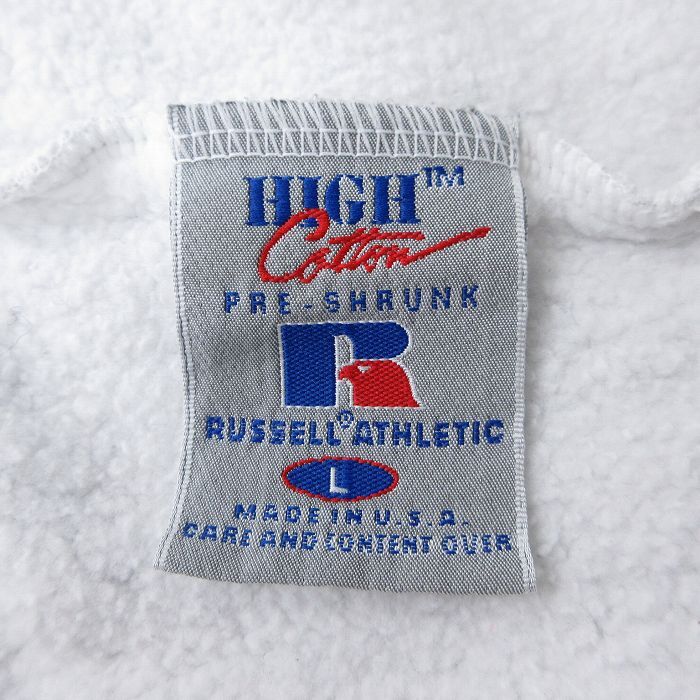 HIGH™
Cotton
PRE-SHRUNK
R
RUSSELL® ATHLETIC
L
MADE IN U.S.A.
CARE AND CONTENT OVER